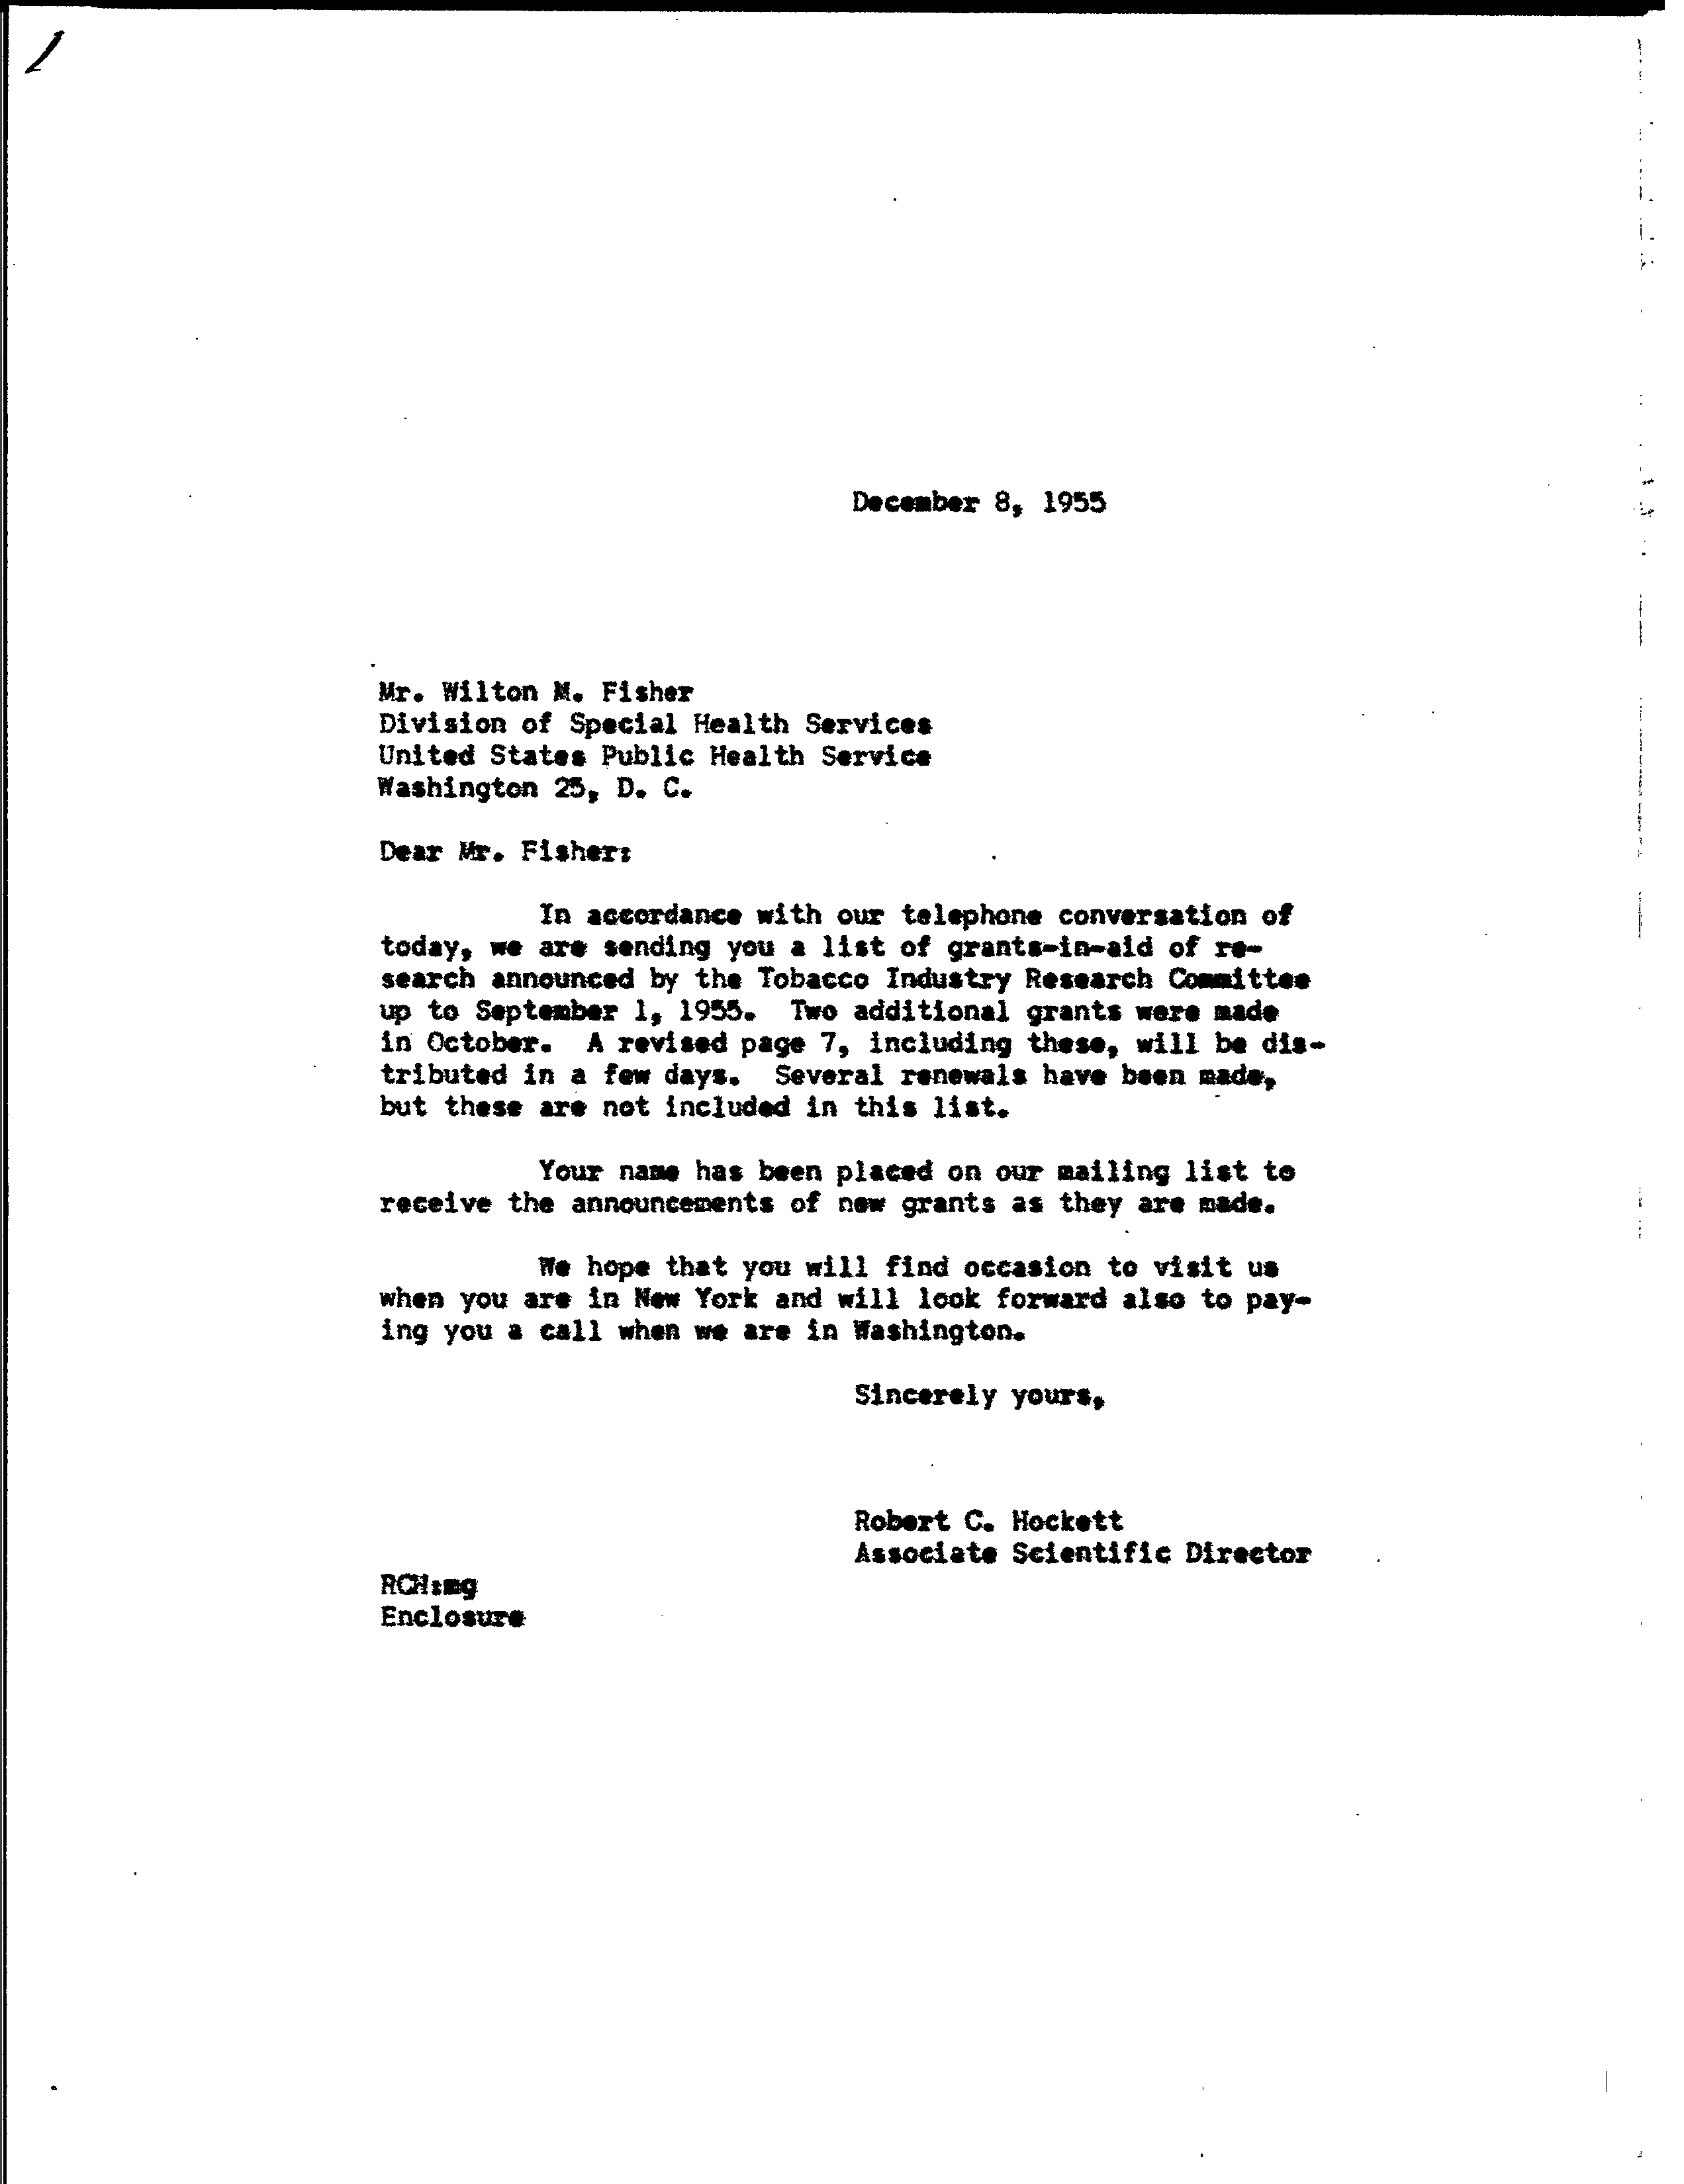 December 8, 1955
Mr. Wilton M. Fisher
Division of Special Health Services
United States Public Health Service
Washington 25, D. C.
Dear Mr. Fisher:
In accordance with our telephone conversation of
today, we are sending you a list of grants-in-aid of re-
search announced by the Tobacco Industry Research Committee
up to September 1, 1955. Two additional grants were made
in October. A revised page 7, including these, will be dis-
tributed in a few days. Several renewals have been made,
but these are not included in this list.
Your name has been placed on our mailing list to
receive the announcements of new grants as they are made.
We hope that you will find occasion to visit us
when you are in New York and will look forward also to pay-
ing you a call when we are in Washington.
Sincerely yours,
Robert C. Hockett
Associate Scientific Director
RCH:mg
Enclosure